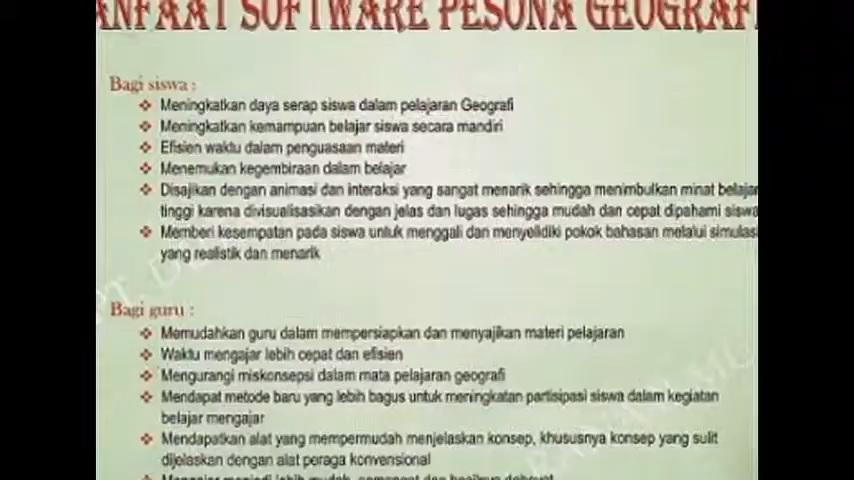 SOFTWARE PESONA
Bagi siswa :
❖ Meningkatkan daya serap siswa dalam pelajaran Geografi
❖ Meningkatkan kemampuan belajar siswa secara mandiri
❖ Efisien waktu dalam penguasaan materi
❖ Menemukan kegembiraan dalam belajar
❖ Disajikan dengan animasi dan interaksi yang sangat menarik sehingga menimbulkan minat belajar
tinggi karena divisualisasikan dengan jelas dan lugas sehingga mudah dan cepat dipahami siswa
❖ Memberi kesempatan pada siswa untuk menggali dan menyelidiki pokok bahasan melalui
yang realistik dan menarik
Bagi guru :
❖ Memudahkan guru dalam mempersiapkan dan menyajikan materi pelajaran
❖ Waktu mengajar lebih cepat dan efisien
❖ Mengurangi miskonsepsi dalam mata pelajaran geografi
❖ Mendapat metode baru yang lebih bagus untuk meningkatan partisipasi siswa dalam kegiatan
belajar mengajar
❖ Mendapatkan alat yang mempermudah menjelaskan konsep, khususnya konsep yang sulit
dijelaskan dengan alat peraga konvensional